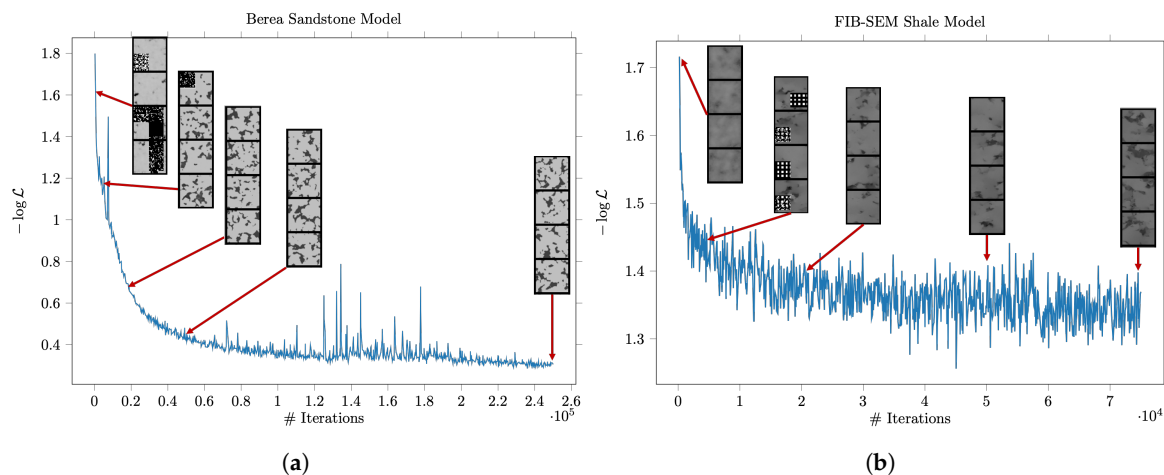 Berea Sandstone Model
1.8
1.6
1.4
1.2
1
0.8
0.6
0.4
− log ℒ
0 0.2 0.4 0.6 0.8 1.0 1.2 1.4 1.6 1.8 2.0 2.2 2.4 2.6
# Iterations
·10⁵
(a)
FIB-SEM Shale Model
1.7
1.6
1.5
1.4
1.3
− log ℒ
0 1 2 3 4 5 6 7
# Iterations
·10⁴
(b)